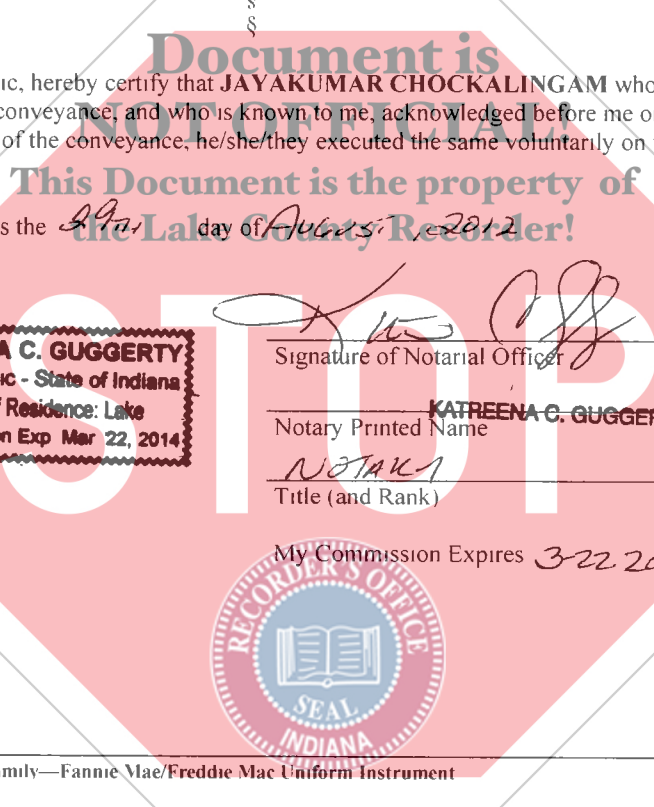 §
§
Document is
ic, hereby certify that JAYAKUMAR CHOCKALINGAM who
NOT OFFICIAL!
conveyance, and who is known to me, acknowledged before me o
of the conveyance, he/she/they executed the same voluntarily on
This Document is the property of
s the 29TH day of AUGUST, 2012
the Lake County Recorder!
STOP
A C. GUGGERTY
ic - State of Indiana
f Residence: Lake
n Exp Mar 22, 2014
Signature of Notarial Officer
KATREENA C. GUGGER
Notary Printed Name
NOTARY
Title (and Rank)
My Commission Expires 3-22-20
RECORDER'S OFFICE
SEAL
INDIANA
mily—Fannie Mae/Freddie Mac Uniform Instrument